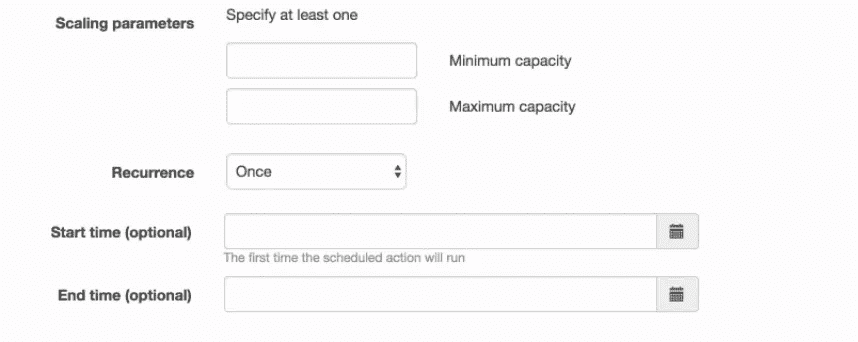 Scaling parameters Specify at least one
Minimum capacity
Maximum capacity
Recurrence Once
Start time (optional)
The first time the scheduled action will run
End time (optional)